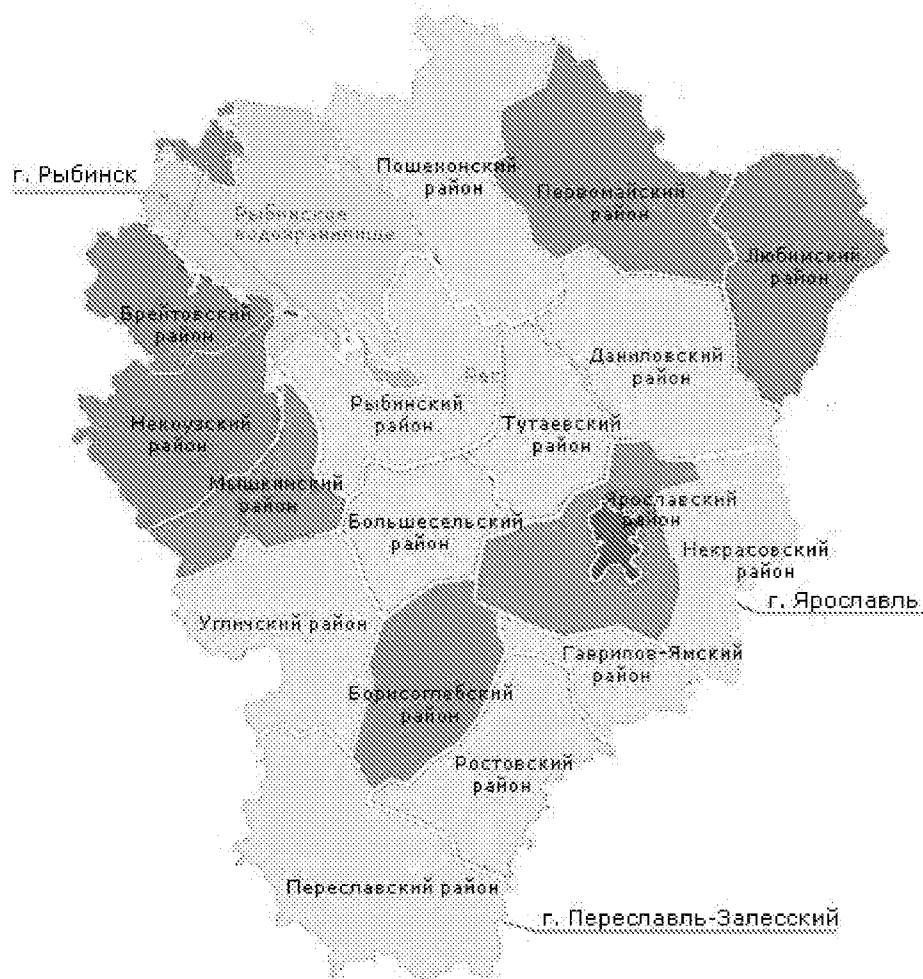 г. Рыбинск
Пошехонский
район
Первомайский
район
Рыбинское
водохранилище
Любимский
район
Брейтовский
район
Даниловский
район
Рыбинский
район
Тутаевский
район
Некоузский
район
Мышкинский
район
Ярославский
район
Большесельский
район
Некрасовский
район
г. Ярославль
Угличский район
Гаврилов-Ямский
район
Борисоглебский
район
Ростовский
район
Переславский район
г. Переславль-Залесский